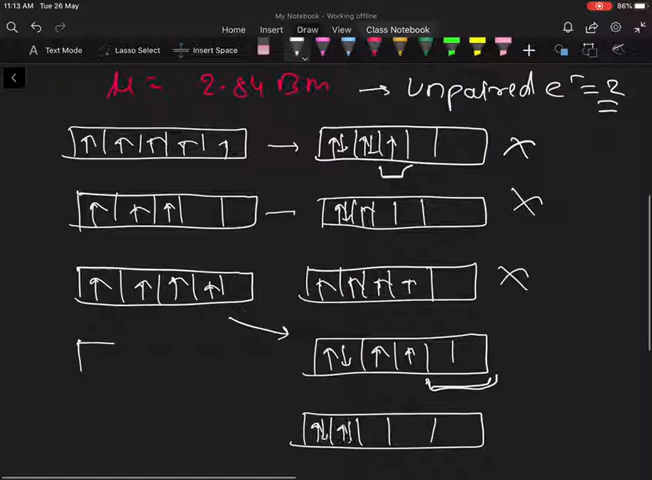 11:13 AM Tue 26 May
86%
My Notebook - Working offline
Home Insert Draw View Class Notebook
Text Mode Lasso Select Insert Space
μ = 2.84 BM → unpaired e⁻ = 2